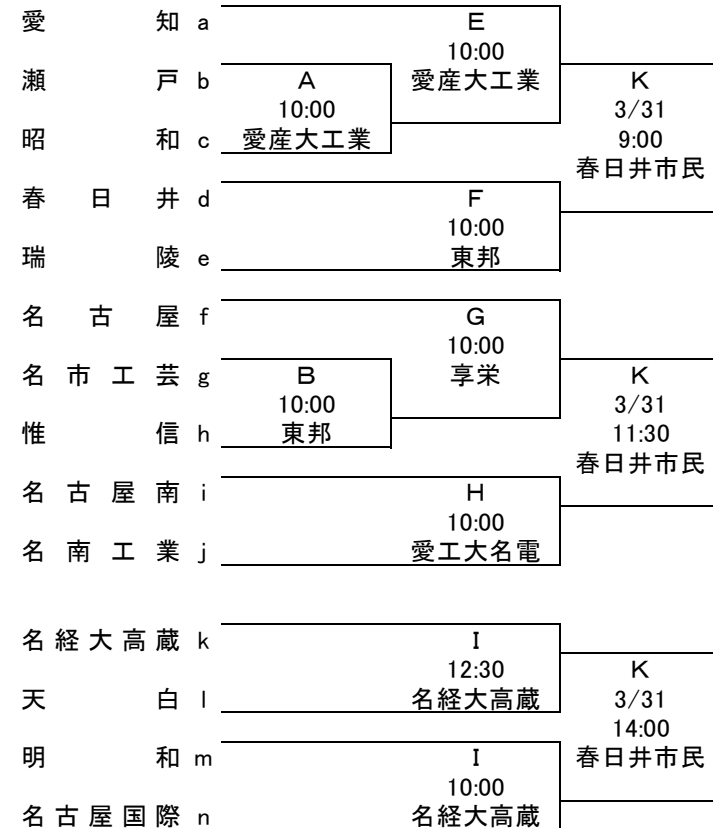 愛知 a E
10:00
瀬戸 b A 愛産大工業 K
10:00 3/31
昭和 c 愛産大工業 9:00
春日井市民
春日井 d F
10:00
瑞陵 e 東邦
名古屋 f G
10:00
名市工芸 g B 享栄 K
10:00 3/31
惟信 h 東邦 11:30
春日井市民
名古屋南 i H
10:00
名南工業 j 愛工大名電
名経大高蔵 k I
12:30 K
天白 l 名経大高蔵 3/31
14:00
明和 m I 春日井市民
10:00
名古屋国際 n 名経大高蔵